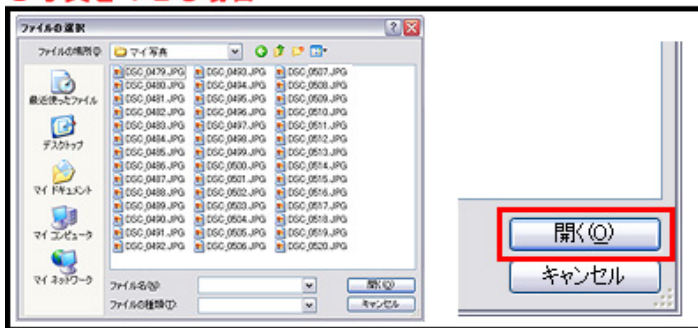 ファイルの選択
ファイルの場所(I):
マイ写真
最近使ったファイル
デスクトップ
マイ ドキュメント
マイ コンピュータ
マイ ネットワーク
DSC_0479.JPG
DSC_0480.JPG
DSC_0481.JPG
DSC_0482.JPG
DSC_0483.JPG
DSC_0484.JPG
DSC_0485.JPG
DSC_0486.JPG
DSC_0487.JPG
DSC_0488.JPG
DSC_0489.JPG
DSC_0490.JPG
DSC_0491.JPG
DSC_0492.JPG
DSC_0493.JPG
DSC_0494.JPG
DSC_0495.JPG
DSC_0496.JPG
DSC_0497.JPG
DSC_0498.JPG
DSC_0499.JPG
DSC_0500.JPG
DSC_0501.JPG
DSC_0502.JPG
DSC_0503.JPG
DSC_0504.JPG
DSC_0505.JPG
DSC_0506.JPG
DSC_0507.JPG
DSC_0508.JPG
DSC_0509.JPG
DSC_0510.JPG
DSC_0511.JPG
DSC_0512.JPG
DSC_0513.JPG
DSC_0514.JPG
DSC_0515.JPG
DSC_0516.JPG
DSC_0517.JPG
DSC_0518.JPG
DSC_0519.JPG
DSC_0520.JPG
ファイル名(N):
開く(O)
ファイルの種類(T):
キャンセル
開く(O)
キャンセル